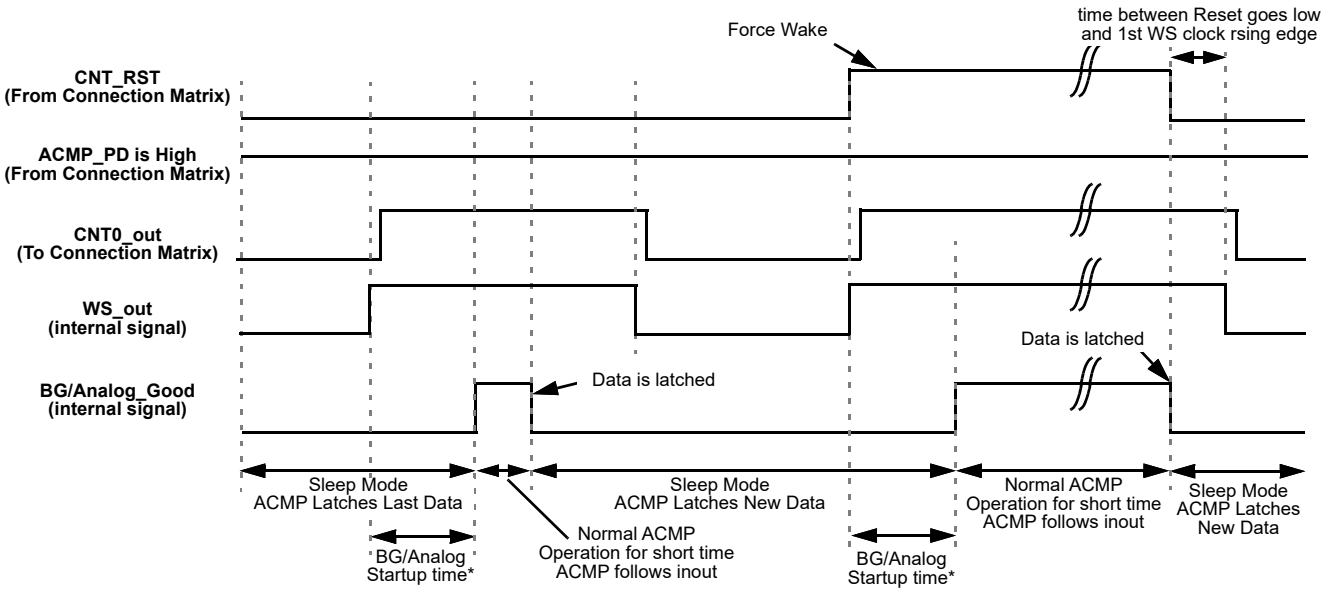 time between Reset goes low
and 1st WS clock rsing edge
Force Wake
CNT_RST
(From Connection Matrix)
ACMP_PD is High
(From Connection Matrix)
CNT0_out
(To Connection Matrix)
WS_out
(internal signal)
Data is latched
BG/Analog_Good
(internal signal)
Data is latched
Sleep Mode
ACMP Latches Last Data
Sleep Mode
ACMP Latches New Data
Normal ACMP
Operation for short time
ACMP follows inout
Sleep Mode
ACMP Latches
New Data
Normal ACMP
Operation for short time
ACMP follows inout
BG/Analog
Startup time*
BG/Analog
Startup time*